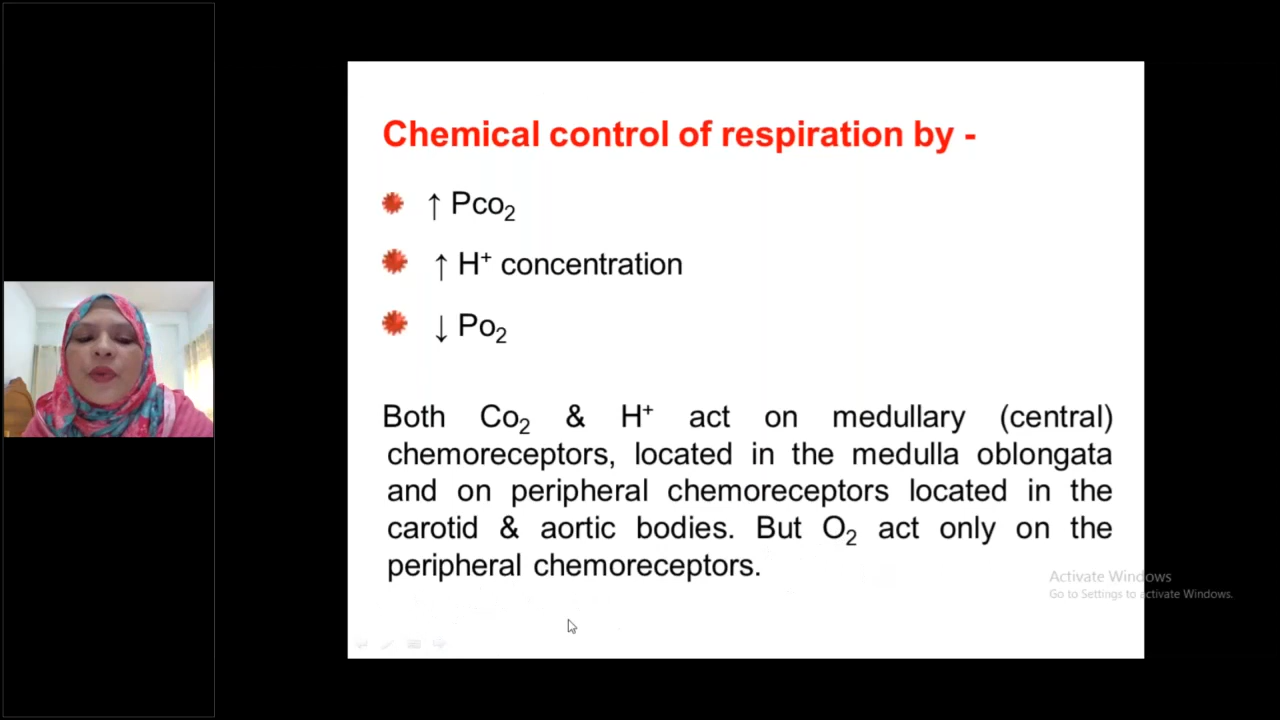 Chemical control of respiration by -
↑ Pco₂
↑ H⁺ concentration
↓ Po₂
Both Co₂ & H⁺ act on medullary (central)
chemoreceptors, located in the medulla oblongata
and on peripheral chemoreceptors located in the
carotid & aortic bodies. But O₂ act only on the
peripheral chemoreceptors.
Activate Windows
Go to Settings to activate Windows.